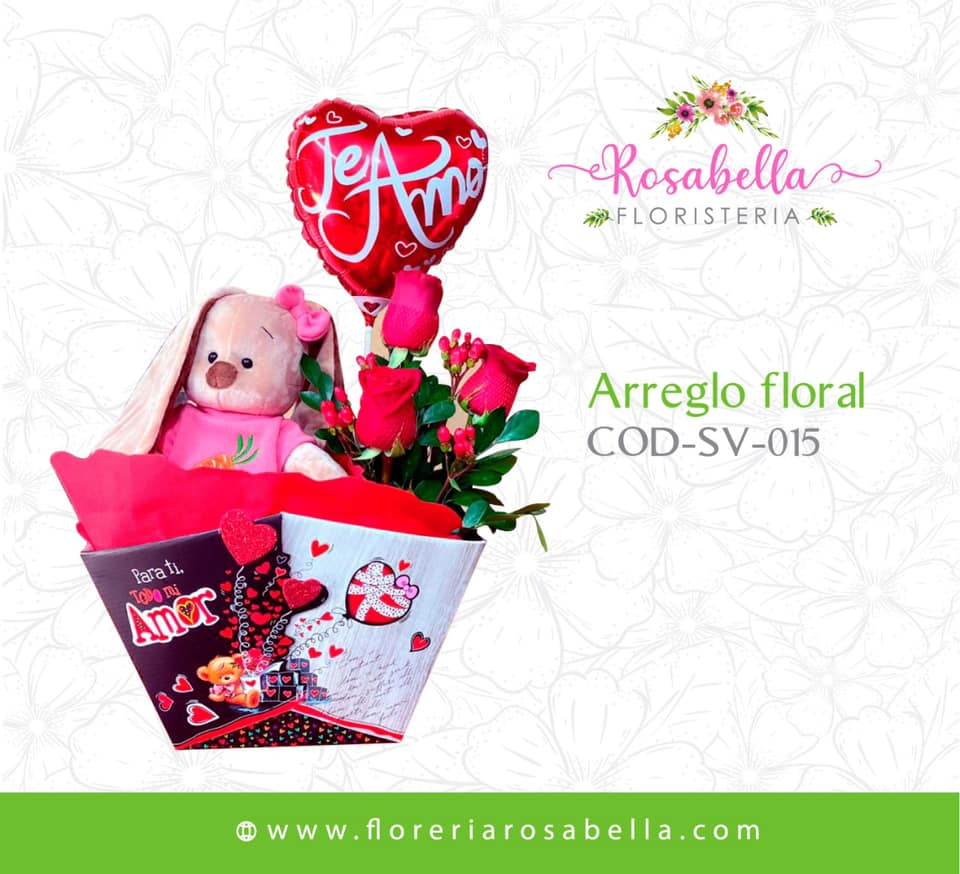 Te Amo
Rosabella
FLORISTERIA
Arreglo floral
COD-SV-015
Para ti,
Todo mi
Amor
www.floreriarosabella.com